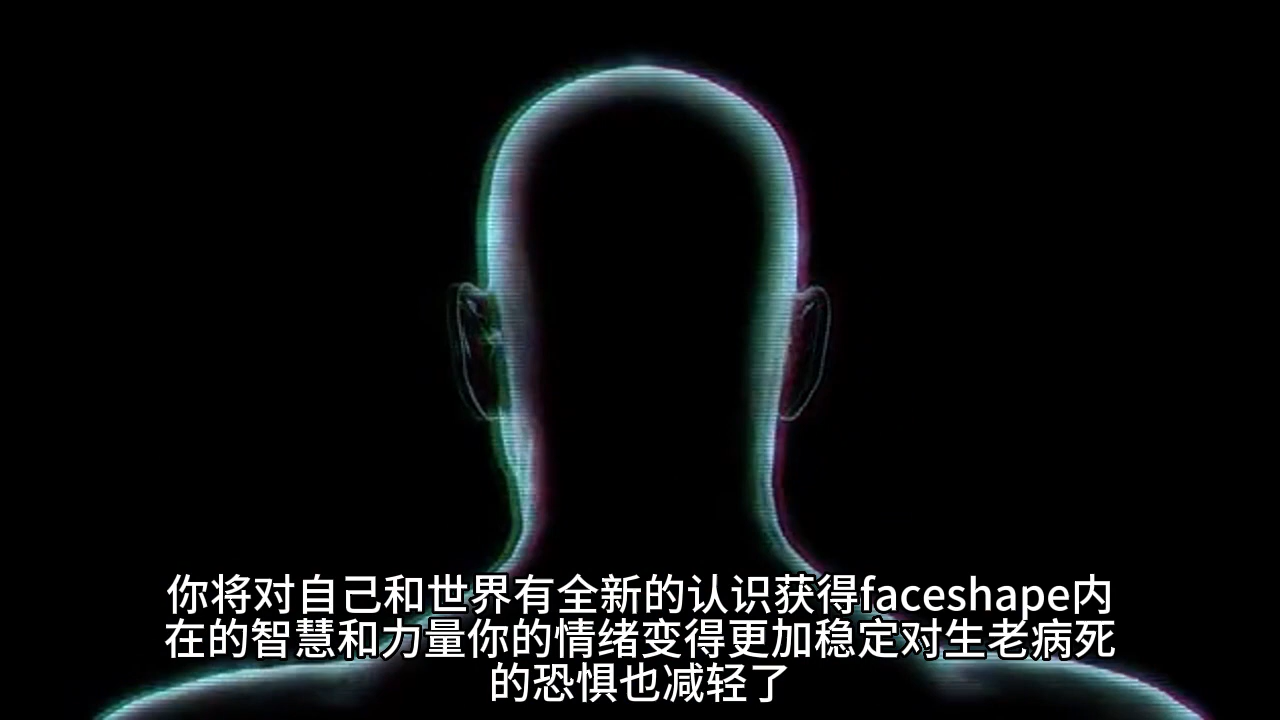 你将对自己和世界有全新的认识获得faceshape内
在的智慧和力量你的情绪变得更加稳定对生老病死
的恐惧也减轻了